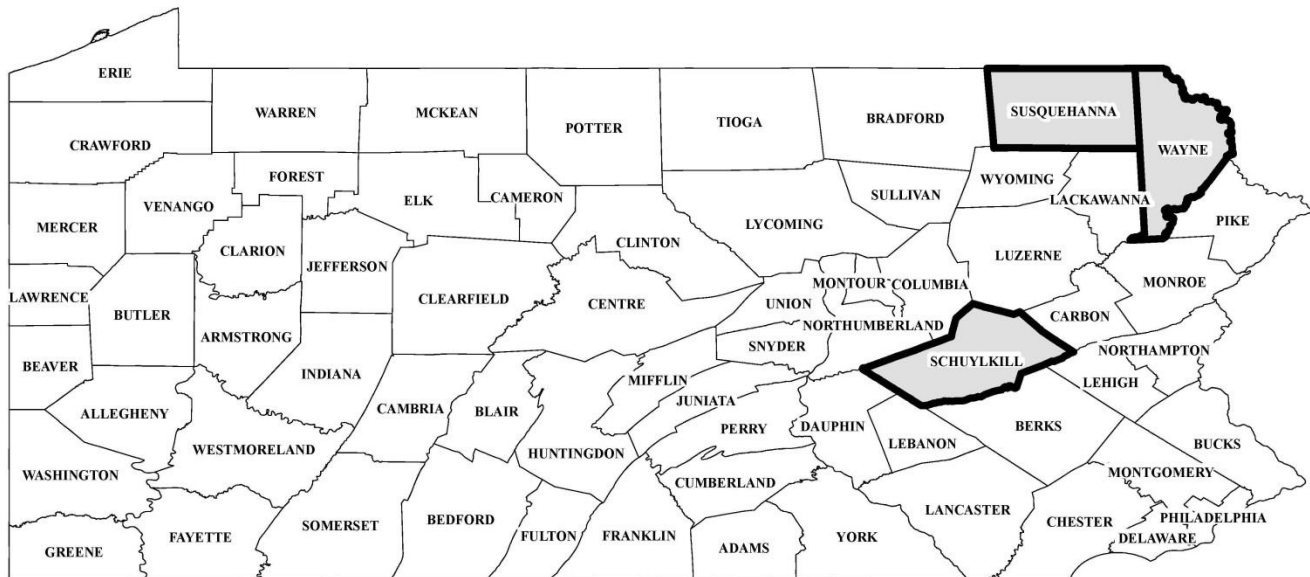 ERIE
WARREN
MCKEAN
POTTER
TIOGA
BRADFORD
SUSQUEHANNA
WAYNE
CRAWFORD
FOREST
ELK
CAMERON
SULLIVAN
WYOMING
LACKAWANNA
PIKE
MERCER
VENANGO
CLARION
JEFFERSON
CLINTON
LYCOMING
LUZERNE
MONROE
LAWRENCE
BUTLER
CLEARFIELD
CENTRE
UNION
MONTOUR
COLUMBIA
CARBON
ARMSTRONG
NORTHUMBERLAND
SNYDER
SCHUYLKILL
NORTHAMPTON
BEAVER
INDIANA
MIFFLIN
LEHIGH
ALLEGHENY
CAMBRIA
BLAIR
JUNIATA
PERRY
DAUPHIN
LEBANON
BERKS
BUCKS
WESTMORELAND
HUNTINGDON
WASHINGTON
CUMBERLAND
MONTGOMERY
LANCASTER
CHESTER
PHILADELPHIA
DELAWARE
GREENE
FAYETTE
SOMERSET
BEDFORD
FULTON
FRANKLIN
ADAMS
YORK